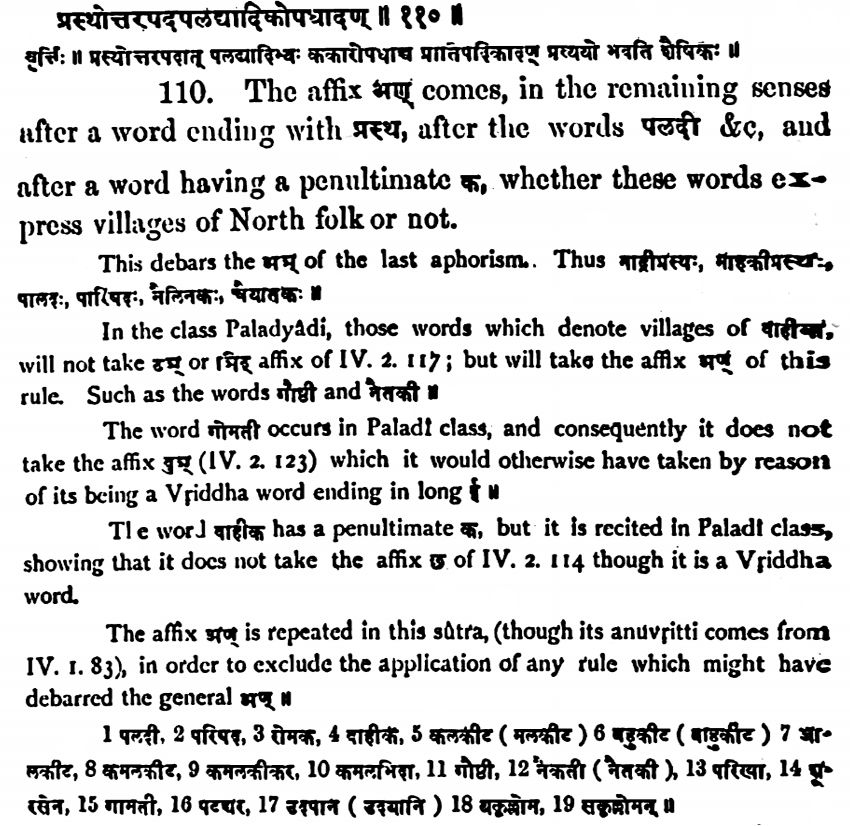 प्रस्थोत्तरपदपलद्यादिकोपधादण् ॥ ११० ॥
वृत्तिः ॥ प्रस्थोत्तरपदात् पलद्यादिभ्यः ककारोपधाच्च प्रातिपदिकादण् प्रत्ययो भवति शैषिकः ॥
110. The affix अण् comes, in the remaining senses
after a word ending with प्रस्थ, after the words पलदी &c, and
after a word having a penultimate क, whether these words ex-
press villages of North folk or not.
This debars the अञ् of the last aphorism. Thus माद्रीप्रस्थः, माहकीप्रस्थः,
पालदः, पारिषदः, नैलिनकः, चैयातकः ॥
In the class Paladyâdi, those words which denote villages of वाहीक,
will not take ठञ् or ञिठ् affix of IV. 2. 117; but will take the affix अण् of this
rule. Such as the words गौष्ठी and नैतकी ॥
The word गोमती occurs in Paladî class, and consequently it does not
take the affix वुञ् (IV. 2. 123) which it would otherwise have taken by reason
of its being a Vṛiddha word ending in long ई ॥
The word वाहीक has a penultimate क, but it is recited in Paladî class,
showing that it does not take the affix छ of IV. 2. 114 though it is a Vṛiddha
word.
The affix अण् is repeated in this sûtra, (though its anuvṛitti comes from
IV. 1. 83), in order to exclude the application of any rule which might have
debarred the general अण् ॥
1 पलदी, 2 परिषद्, 3 रोमक, 4 वाहीक, 5 कलकीट ( मलकीट ) 6 बहुकीट ( बाहुकीट ) 7 जा-
लकीट, 8 कमलकीट, 9 कमलकीकर, 10 कमलभिदा, 11 गौष्ठी, 12 नैकती ( नैतकी ), 13 परिखा, 14 शू-
रसेन, 15 गोमती, 16 पटच्चर, 17 उदपान ( उदयानि ) 18 यकृल्लोम, 19 सकृल्लोमन् ॥